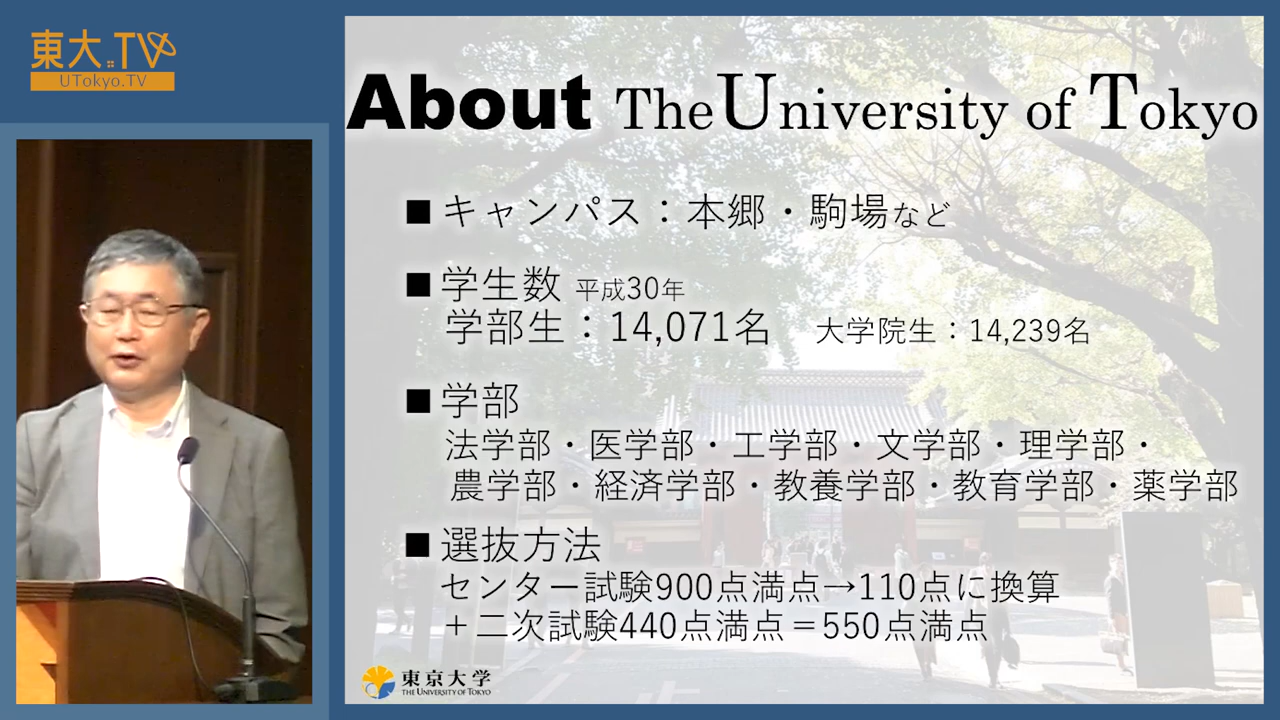 東大.TV
UTokyo.TV
About The University of Tokyo
■キャンパス：本郷・駒場など
■学生数 平成30年
学部生：14,071名 大学院生：14,239名
■学部
法学部・医学部・工学部・文学部・理学部・
農学部・経済学部・教養学部・教育学部・薬学部
■選抜方法
センター試験900点満点→110点に換算
＋二次試験440点満点＝550点満点
東京大学
THE UNIVERSITY OF TOKYO